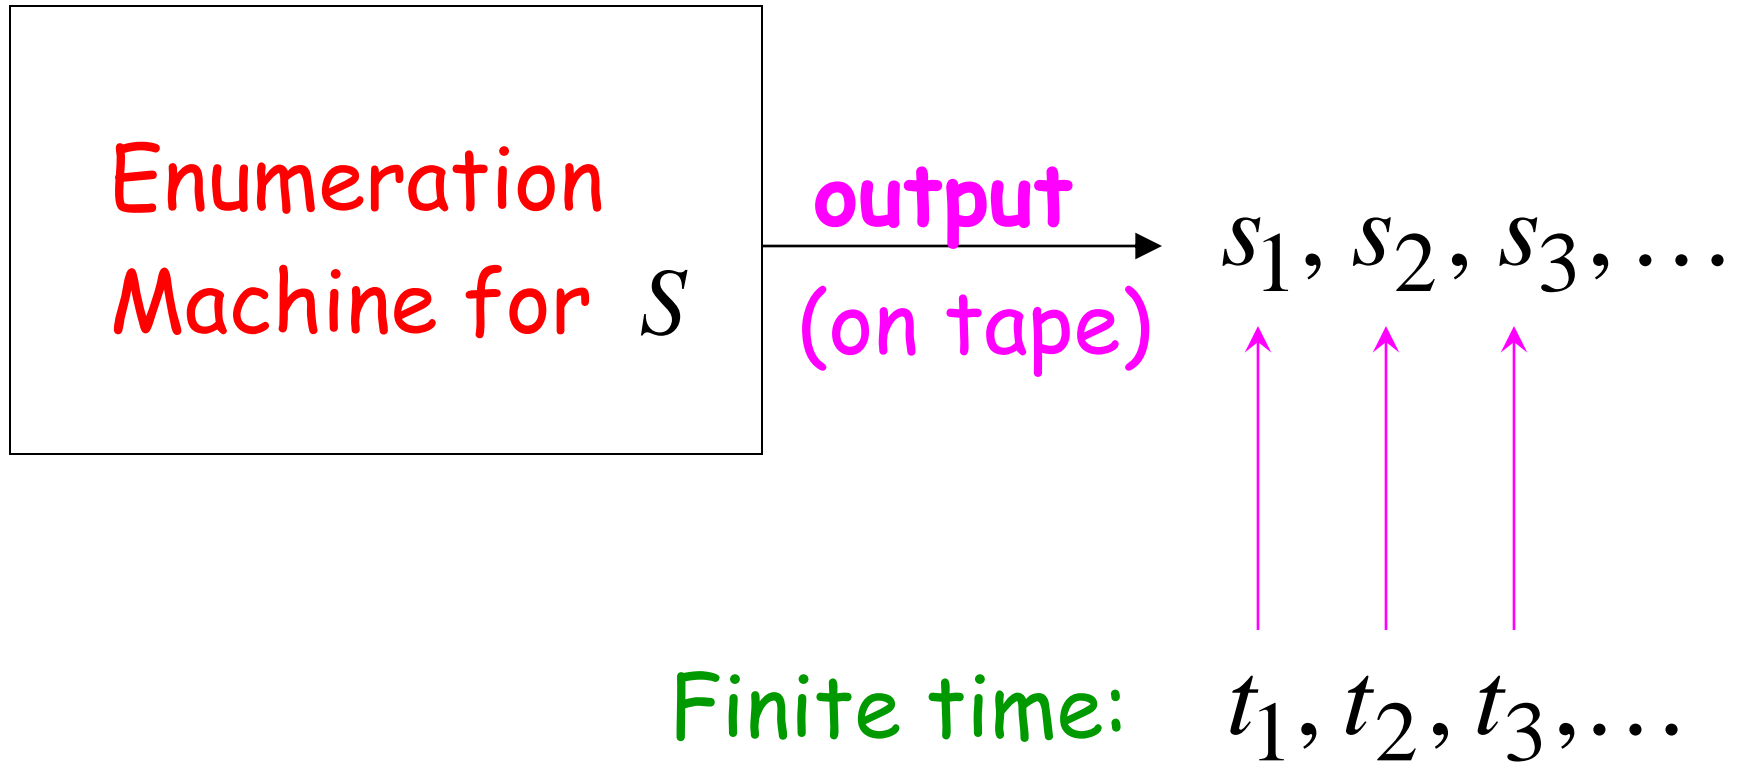 Enumeration
Machine for S
output
(on tape)
s₁, s₂, s₃, …
Finite time: t₁, t₂, t₃, …